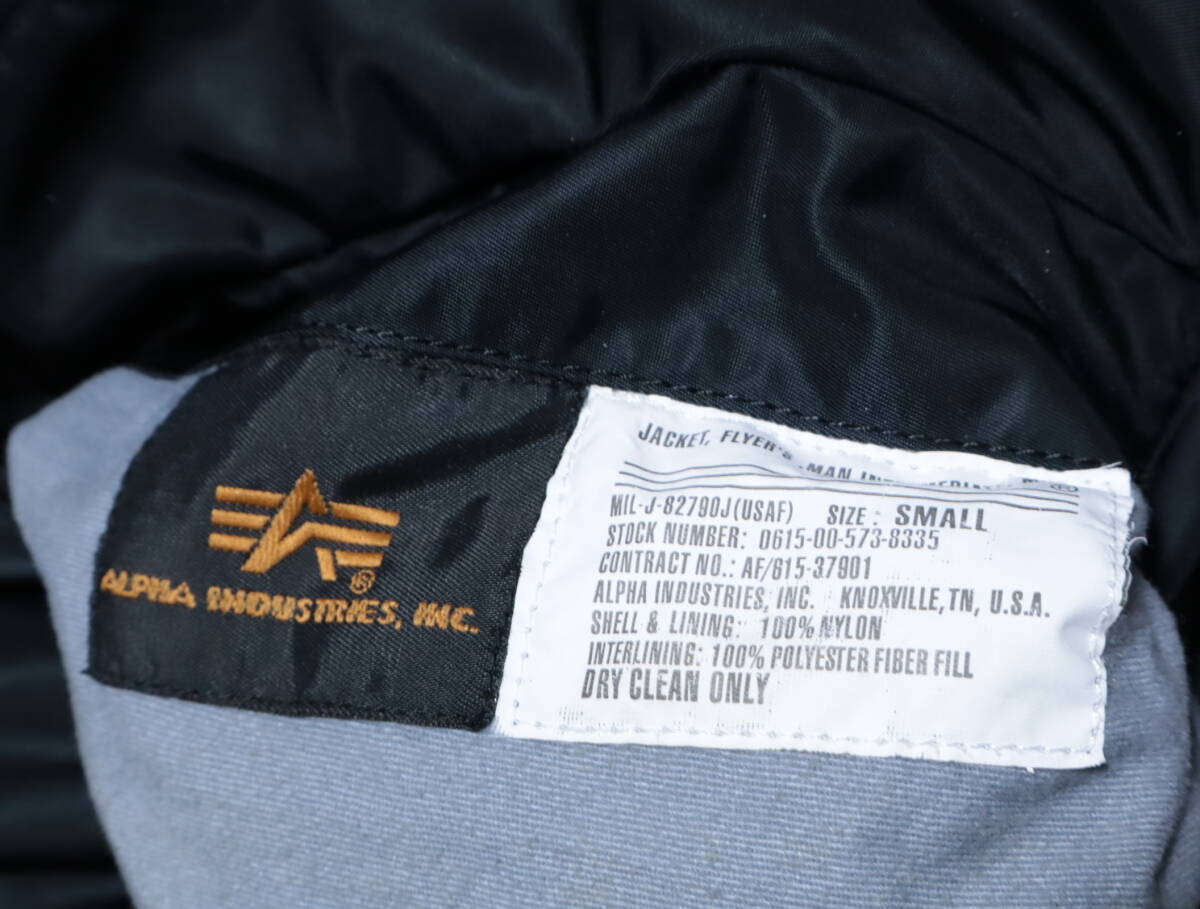 ALPHA INDUSTRIES, INC.
®
JACKET, FLYER'S
MIL-J-82790J(USAF) SIZE: SMALL
STOCK NUMBER: 0615-00-573-8335
CONTRACT NO.: AF/615-37901
ALPHA INDUSTRIES, INC. KNOXVILLE, TN, U.S.A.
SHELL & LINING: 100% NYLON
INTERLINING: 100% POLYESTER FIBER FILL
DRY CLEAN ONLY